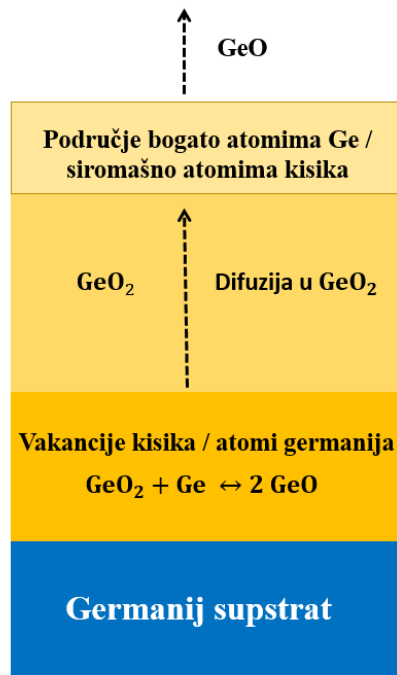 GeO
Područje bogato atomima Ge /
siromašno atomima kisika
GeO₂
Difuzija u GeO₂
Vakancije kisika / atomi germanija
GeO₂ + Ge ↔ 2 GeO
Germanij supstrat